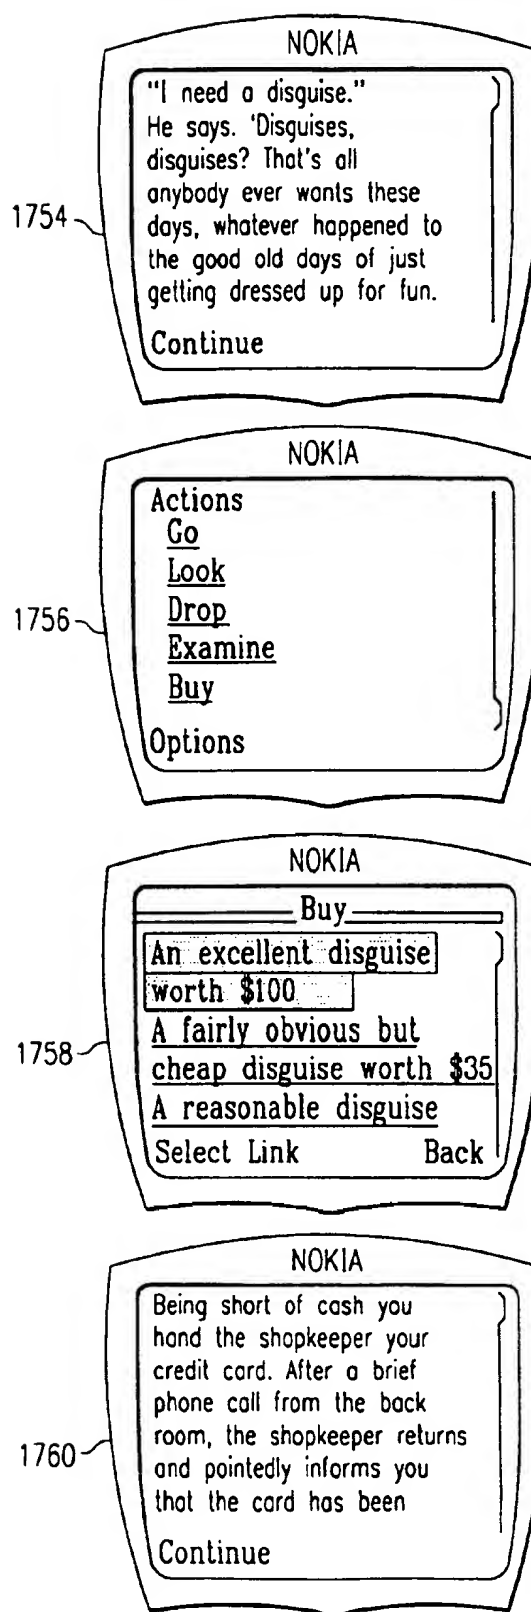 NOKIA
"I need a disguise."
He says. 'Disguises,
disguises? That's all
anybody ever wants these
days, whatever happened to
the good old days of just
getting dressed up for fun.
Continue
1754
NOKIA
Actions
Go
Look
Drop
Examine
Buy
Options
1756
NOKIA
Buy
An excellent disguise
worth $100
A fairly obvious but
cheap disguise worth $35
A reasonable disguise
Select Link Back
1758
NOKIA
Being short of cash you
hand the shopkeeper your
credit card. After a brief
phone call from the back
room, the shopkeeper returns
and pointedly informs you
that the card has been
Continue
1760